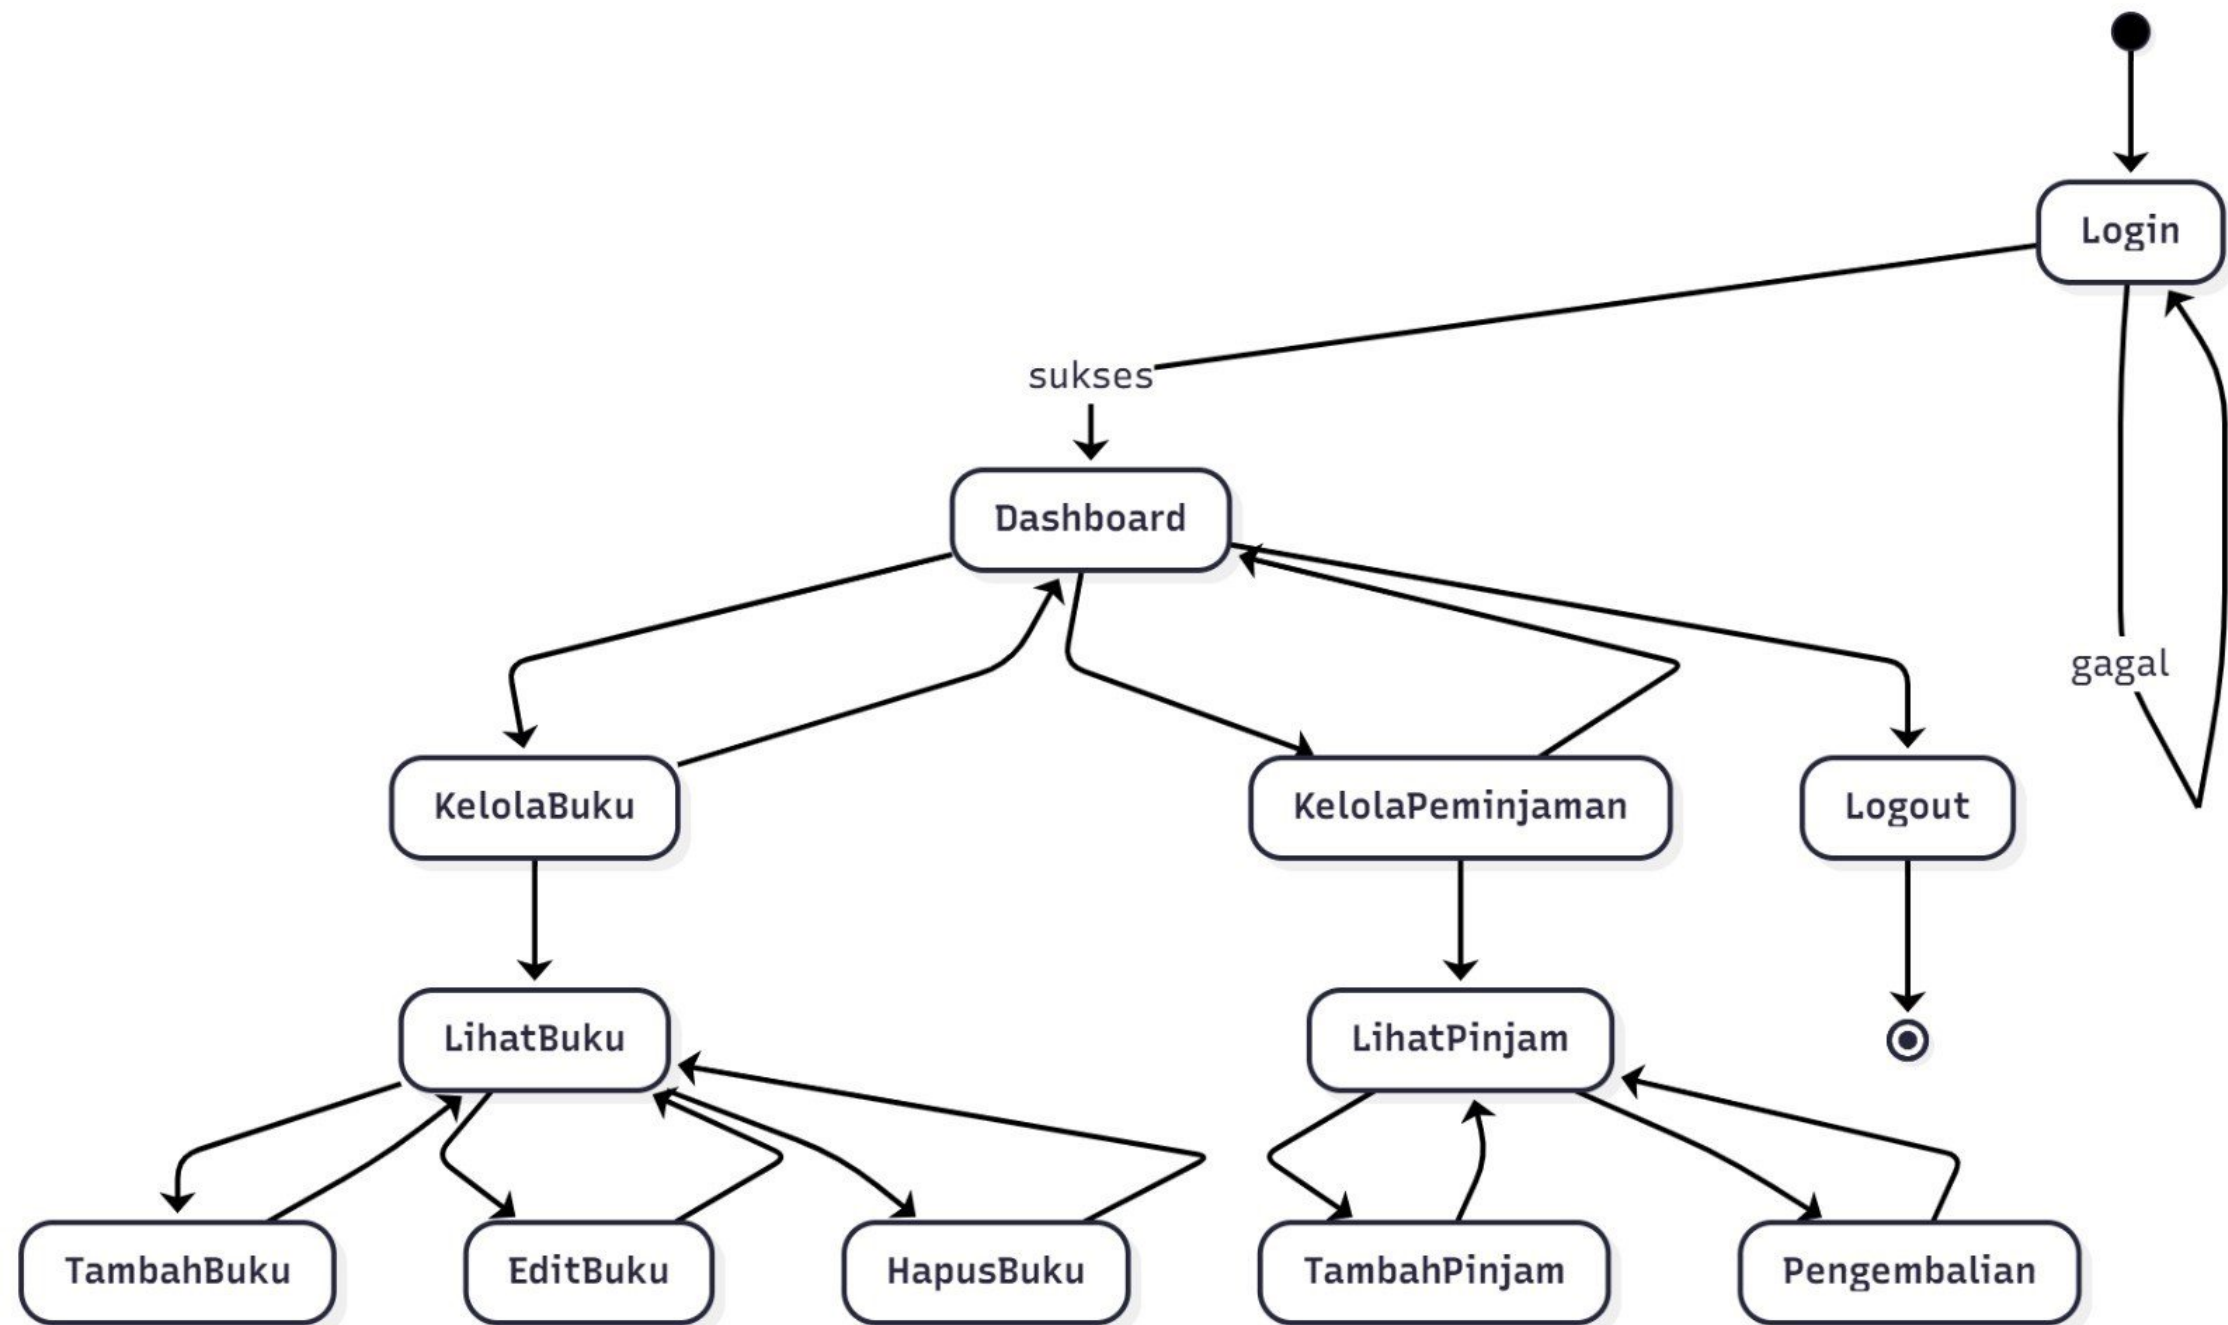 Login
sukses
Dashboard
gagal
KelolaBuku
KelolaPeminjaman
Logout
LihatBuku
LihatPinjam
TambahBuku
EditBuku
HapusBuku
TambahPinjam
Pengembalian